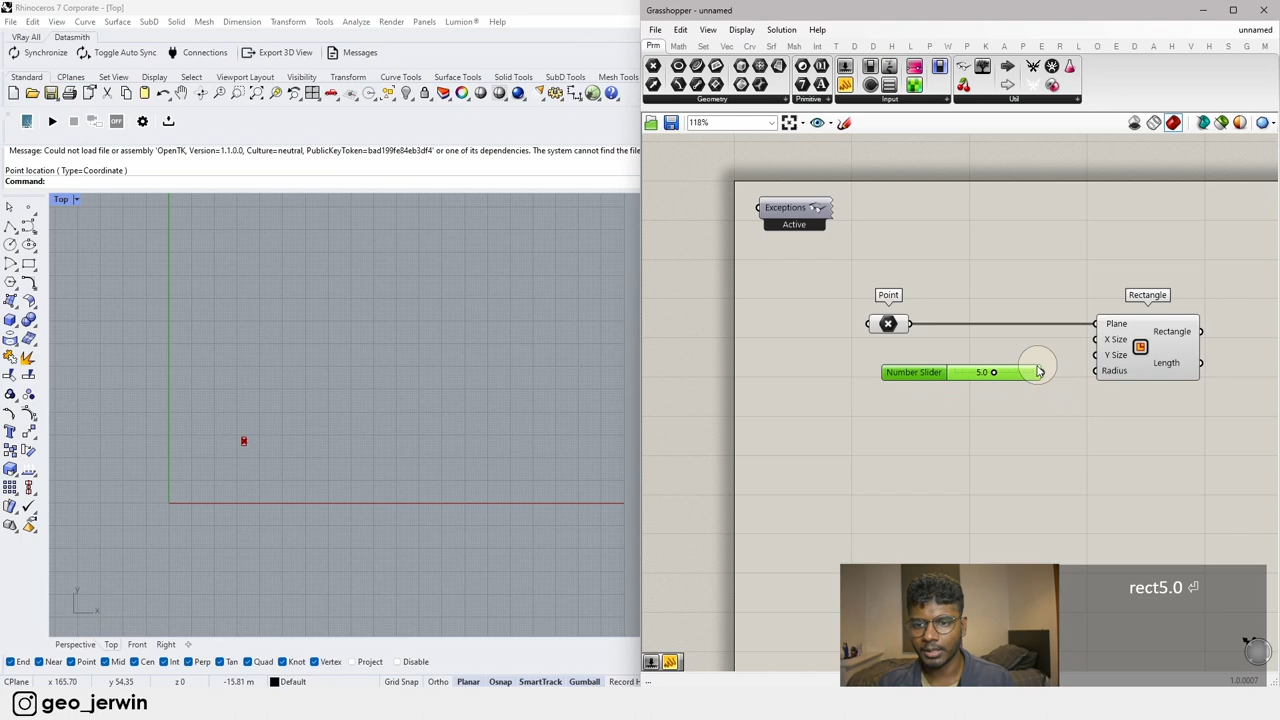 Rhinoceros 7 Corporate - [Top]
File Edit View Curve Surface SubD Solid Mesh Dimension Transform Tools Analyze Render Panels Lumion® Help
VRay All Datasmith
Synchronize Toggle Auto Sync Connections Export 3D View Messages
Standard CPlanes Set View Display Select Viewport Layout Visibility Transform Curve Tools Surface Tools Solid Tools SubD Tools Mesh Tools
OFF
Message: Could not load file or assembly 'OpenTK, Version=1.1.0.0, Culture=neutral, PublicKeyToken=bad199fe84eb3df4' or one of its dependencies. The system cannot find the file
Point location ( Type=Coordinate )
Command:
Top
y
x
Perspective Top Front Right
End Near Point Mid Cen Int Perp Tan Quad Knot Vertex Project Disable
CPlane x 165.70 y 54.35 z 0 -15.81 m Default Grid Snap Ortho Planar Osnap SmartTrack Gumball Record H
geo_jerwin
Grasshopper - unnamed
File Edit View Display Solution Help
unnamed
Prm Math Set Vec Crv Srf Mah Int T D D H L P W P K A M E R L O E K V H V S M
Geometry Primitive Input Util
118%
Exceptions
Active
Point
Rectangle
Plane
X Size
Y Size
Radius
Rectangle
Length
Number Slider 5.0
rect5.0 ⏎
...
1.0.0007